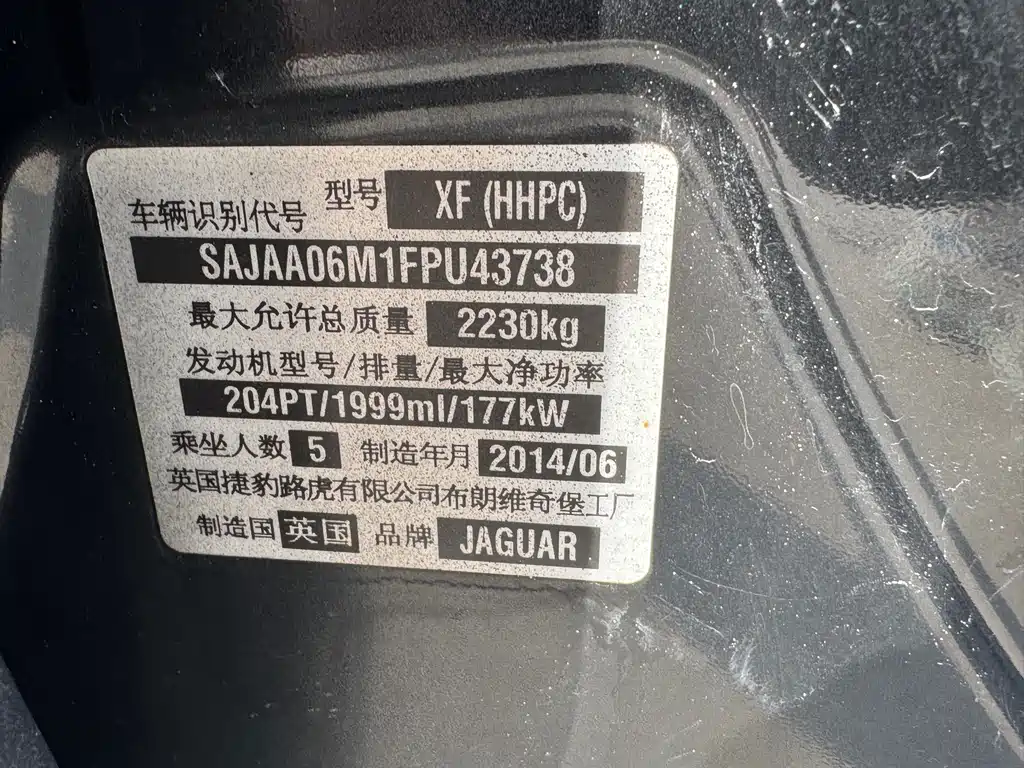 型号 XF (HHPC)
车辆识别代号
SAJAA06M1FPU43738
最大允许总质量 2230kg
发动机型号/排量/最大净功率
204PT/1999ml/177kW
乘坐人数 5 制造年月 2014/06
英国捷豹路虎有限公司布朗维奇堡工厂
制造国 英国 品牌 JAGUAR